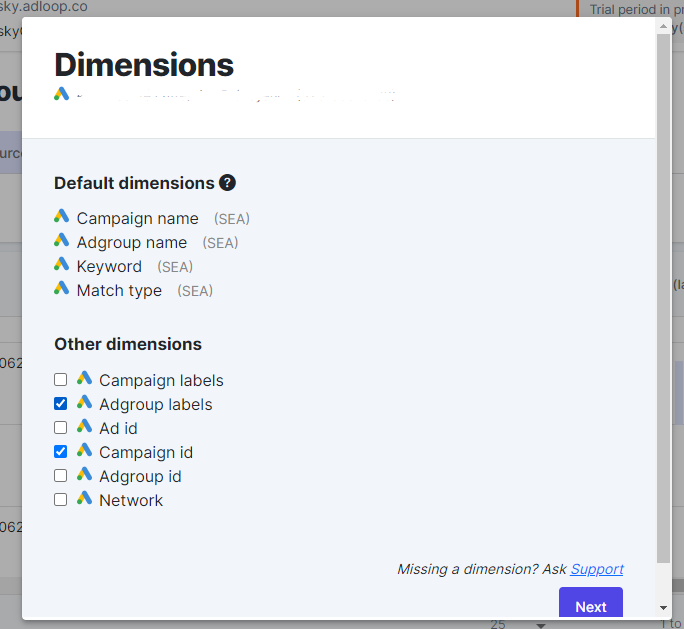 sky.adloop.co
Trial period in pr
sky
Dimensions
ou
urce
Default dimensions ?
Campaign name (SEA)
Adgroup name (SEA)
Keyword (SEA)
Match type (SEA)
(la
Other dimensions
062
Campaign labels
Adgroup labels
Ad id
Campaign id
Adgroup id
Network
062
Missing a dimension? Ask Support
Next
25
1 to